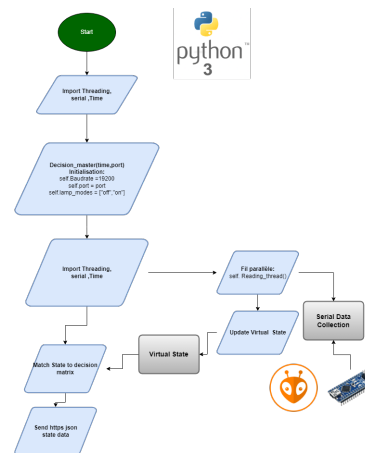 Start
python™
3
Import Threading,
serial ,Time
Decision_master(time,port)
Initialisation:
self.Baudrate =19200
self.port = port
self.lamp_modes = ["off","on"]
Import Threading,
serial ,Time
Fil parallèle:
self. Reading_thread()
Serial Data
Collection
Update Virtual State
Virtual State
Match State to decision
matrix
Send https json
state data